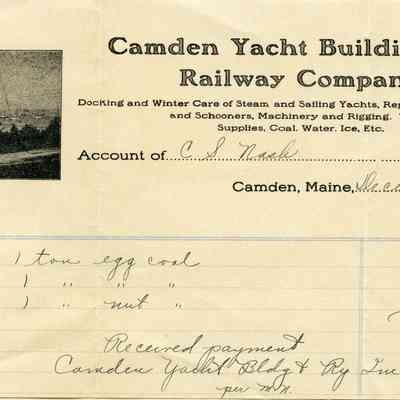 Camden Yacht Buildi
Railway Compan
Docking and Winter Care of Steam and Sailing Yachts, Rep
and Schooners, Machinery and Rigging.
Supplies, Coal, Water, Ice, Etc.
Account of C S Nash
Camden, Maine, Dece
1 ton egg coal
1 " " "
1 " nut "
Received payment
Camden Yacht Bldg & Ry Inc
per